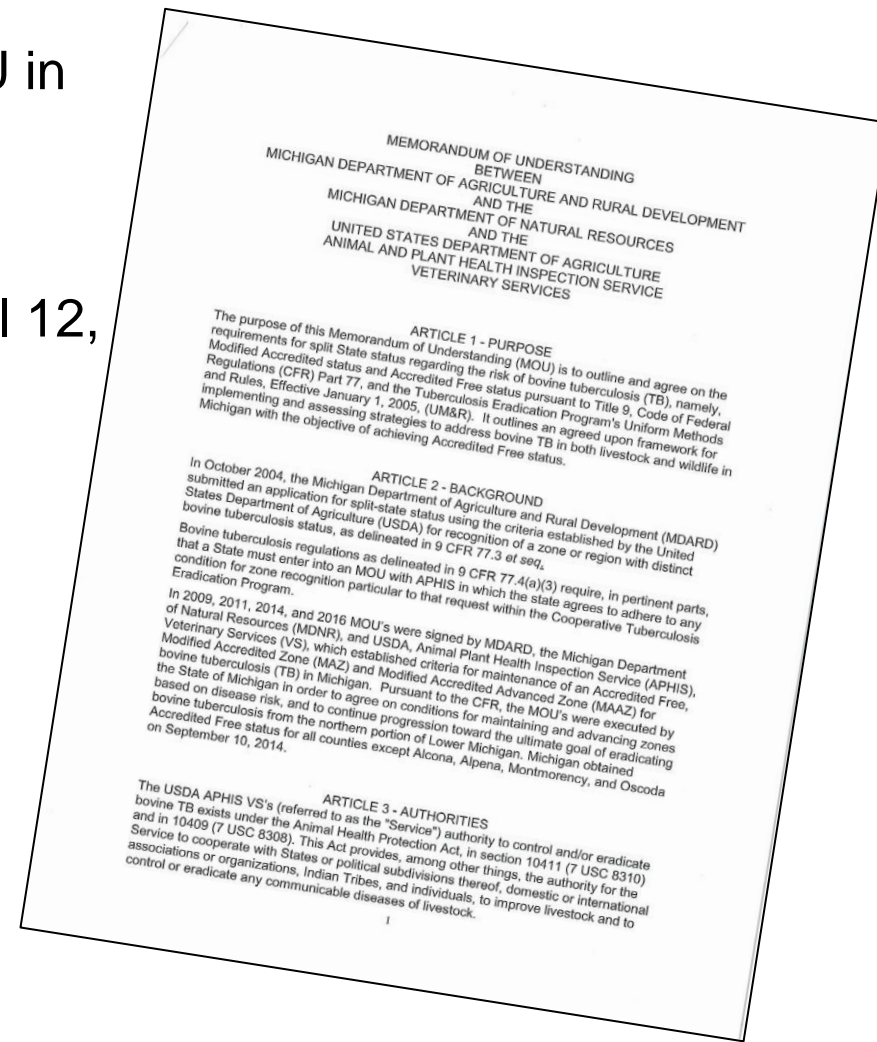 U in
l 12,
MEMORANDUM OF UNDERSTANDING
BETWEEN
MICHIGAN DEPARTMENT OF AGRICULTURE AND RURAL DEVELOPMENT
AND THE
MICHIGAN DEPARTMENT OF NATURAL RESOURCES
AND THE
UNITED STATES DEPARTMENT OF AGRICULTURE
ANIMAL AND PLANT HEALTH INSPECTION SERVICE
VETERINARY SERVICES
ARTICLE 1 - PURPOSE
The purpose of this Memorandum of Understanding (MOU) is to outline and agree on the
requirements for split State status regarding the risk of bovine tuberculosis (TB), namely,
Modified Accredited status and Accredited Free status pursuant to Title 9, Code of Federal
Regulations (CFR) Part 77, and the Tuberculosis Eradication Program's Uniform Methods
and Rules, Effective January 1, 2005, (UM&R). It outlines an agreed upon framework for
implementing and assessing strategies to address bovine TB in both livestock and wildlife in
Michigan with the objective of achieving Accredited Free status.
ARTICLE 2 - BACKGROUND
In October 2004, the Michigan Department of Agriculture and Rural Development (MDARD)
submitted an application for split-state status using the criteria established by the United
States Department of Agriculture (USDA) for recognition of a zone or region with distinct
bovine tuberculosis status, as delineated in 9 CFR 77.3 et seq.
Bovine tuberculosis regulations as delineated in 9 CFR 77.4(a)(3) require, in pertinent parts,
that a State must enter into an MOU with APHIS in which the state agrees to adhere to any
condition for zone recognition particular to that request within the Cooperative Tuberculosis
Eradication Program.
In 2009, 2011, 2014, and 2016 MOU's were signed by MDARD, the Michigan Department
of Natural Resources (MDNR), and USDA, Animal Plant Health Inspection Service (APHIS),
Veterinary Services (VS), which established criteria for maintenance of an Accredited Free,
Modified Accredited Zone (MAZ) and Modified Accredited Advanced Zone (MAAZ) for
bovine tuberculosis (TB) in Michigan. Pursuant to the CFR, the MOU's were executed by
the State of Michigan in order to agree on conditions for maintaining and advancing zones
based on disease risk, and to continue progression toward the ultimate goal of eradicating
bovine tuberculosis from the northern portion of Lower Michigan. Michigan obtained
Accredited Free status for all counties except Alcona, Alpena, Montmorency, and Oscoda
on September 10, 2014.
ARTICLE 3 - AUTHORITIES
The USDA APHIS VS's (referred to as the "Service") authority to control and/or eradicate
bovine TB exists under the Animal Health Protection Act, in section 10411 (7 USC 8310)
and in 10409 (7 USC 8308). This Act provides, among other things, the authority for the
Service to cooperate with States or political subdivisions thereof, domestic or international
associations or organizations, Indian Tribes, and individuals, to improve livestock and to
control or eradicate any communicable diseases of livestock.
1